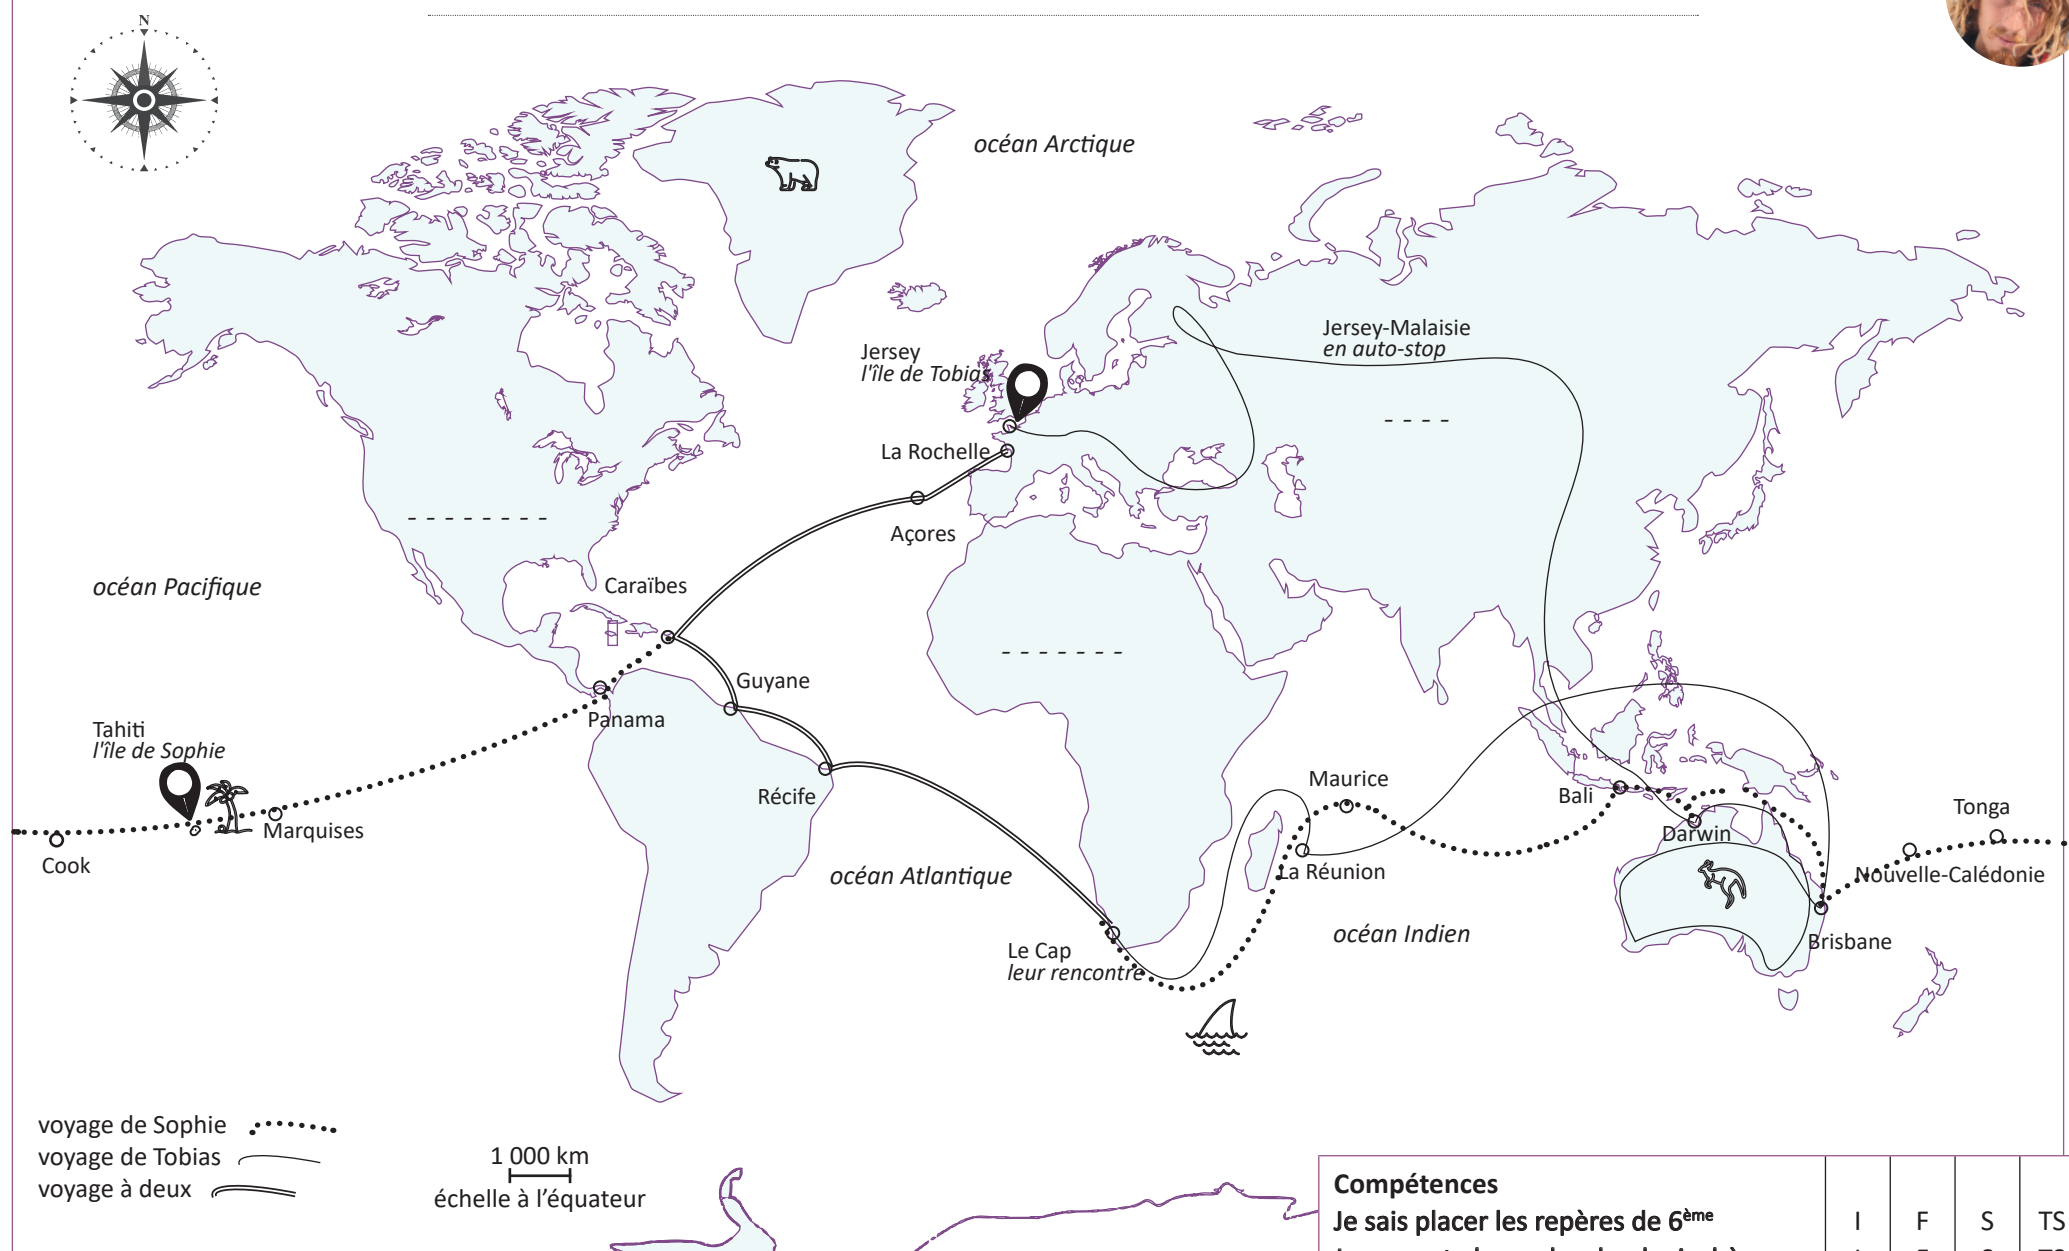 N
océan Arctique
Jersey-Malaisie
en auto-stop
Jersey
l'île de Tobias
La Rochelle
Açores
océan Pacifique
Caraïbes
Guyane
Panama
Tahiti
l'île de Sophie
Récife
Maurice
Bali
Tonga
Darwin
Marquises
Cook
La Réunion
océan Atlantique
Nouvelle-Calédonie
océan Indien
Brisbane
Le Cap
leur rencontre
voyage de Sophie
voyage de Tobias
voyage à deux
1 000 km
échelle à l’équateur
Compétences
Je sais placer les repères de 6ème I F S TS